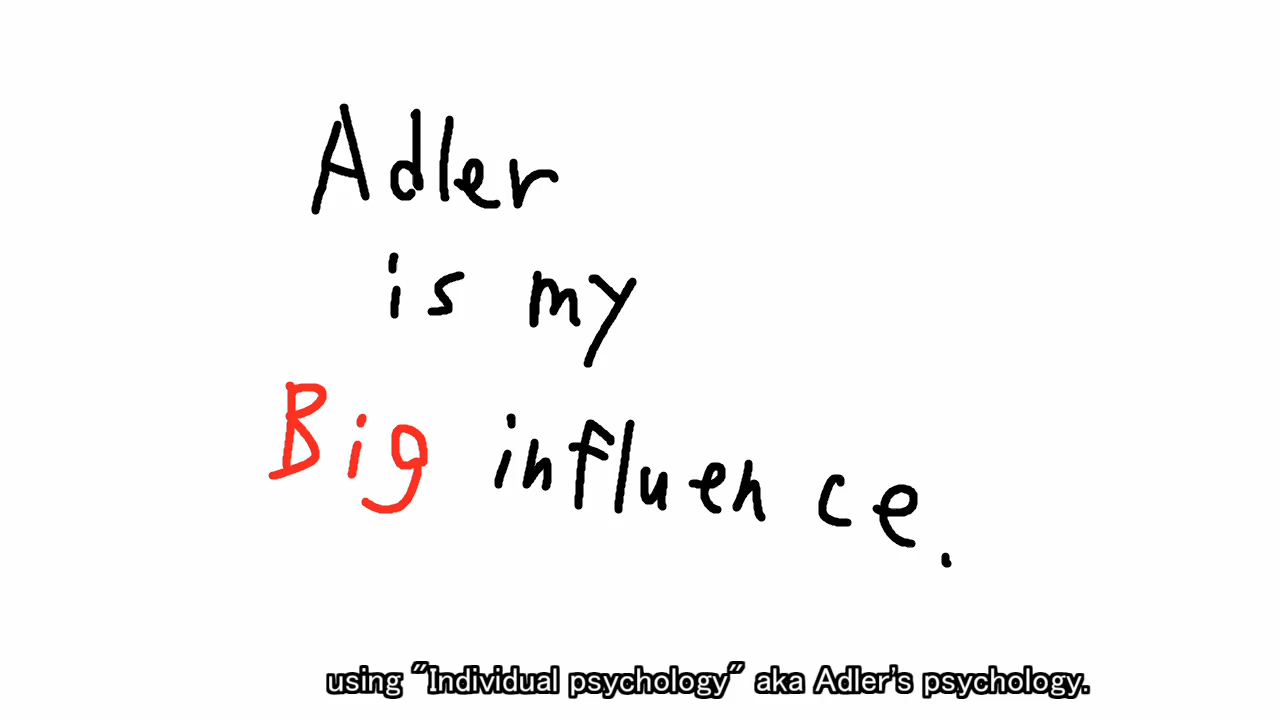 Adler
is my
Big influence.
using "Individual psychology" aka Adler's psychology.